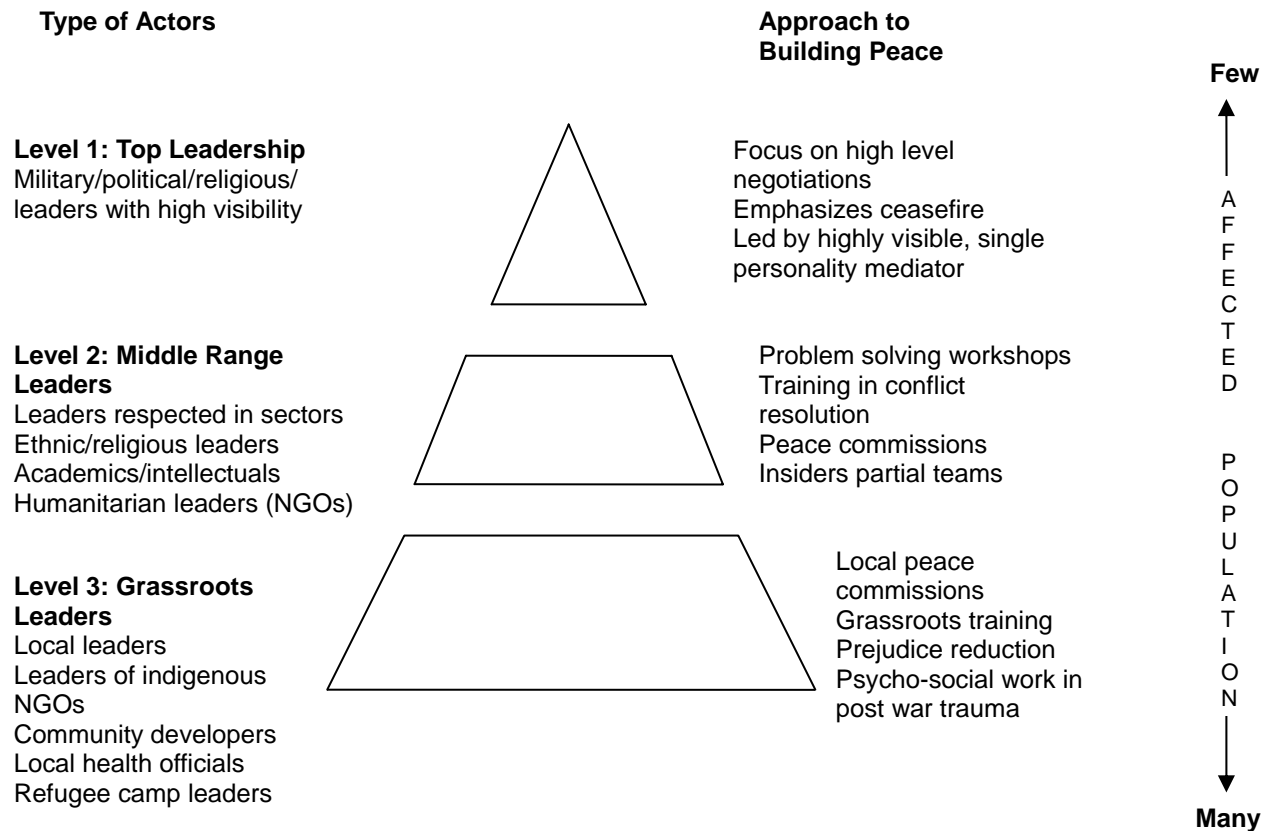 Type of Actors
Approach to
Building Peace
Few
Level 1: Top Leadership
Military/political/religious/
leaders with high visibility
Focus on high level
negotiations
Emphasizes ceasefire
Led by highly visible, single
personality mediator
Level 2: Middle Range
Leaders
Leaders respected in sectors
Ethnic/religious leaders
Academics/intellectuals
Humanitarian leaders (NGOs)
Problem solving workshops
Training in conflict
resolution
Peace commissions
Insiders partial teams
Level 3: Grassroots
Leaders
Local leaders
Leaders of indigenous
NGOs
Community developers
Local health officials
Refugee camp leaders
Local peace
commissions
Grassroots training
Prejudice reduction
Psycho-social work in
post war trauma
AFFECTED POPULATION
Many